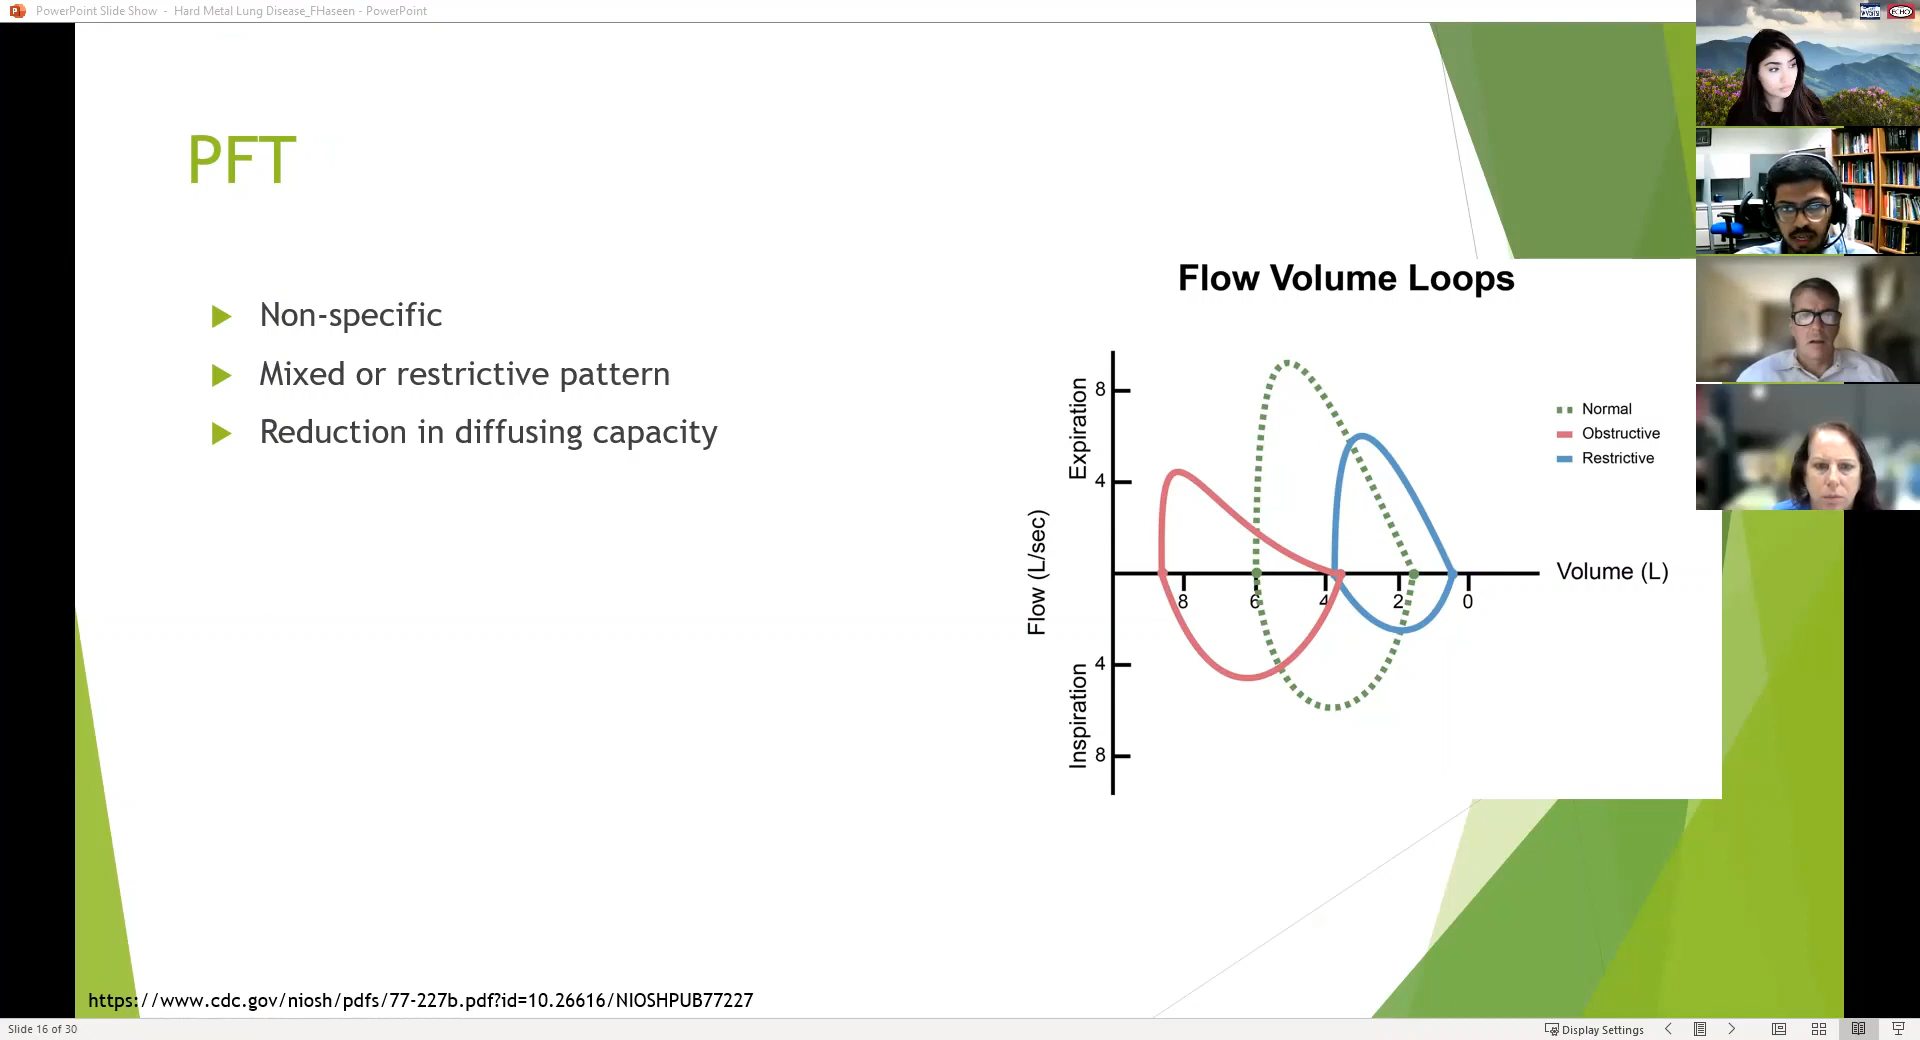 PowerPoint Slide Show - Hard Metal Lung Disease_FHaseen - PowerPoint
ECHO
PFT
Non-specific
Mixed or restrictive pattern
Reduction in diffusing capacity
Flow Volume Loops
Normal
Obstructive
Restrictive
Flow (L/sec)
Expiration
Inspiration
8
4
4
8
8
6
4
2
0
Volume (L)
https://www.cdc.gov/niosh/pdfs/77-227b.pdf?id=10.26616/NIOSHPUB77227
Slide 16 of 30
Display Settings